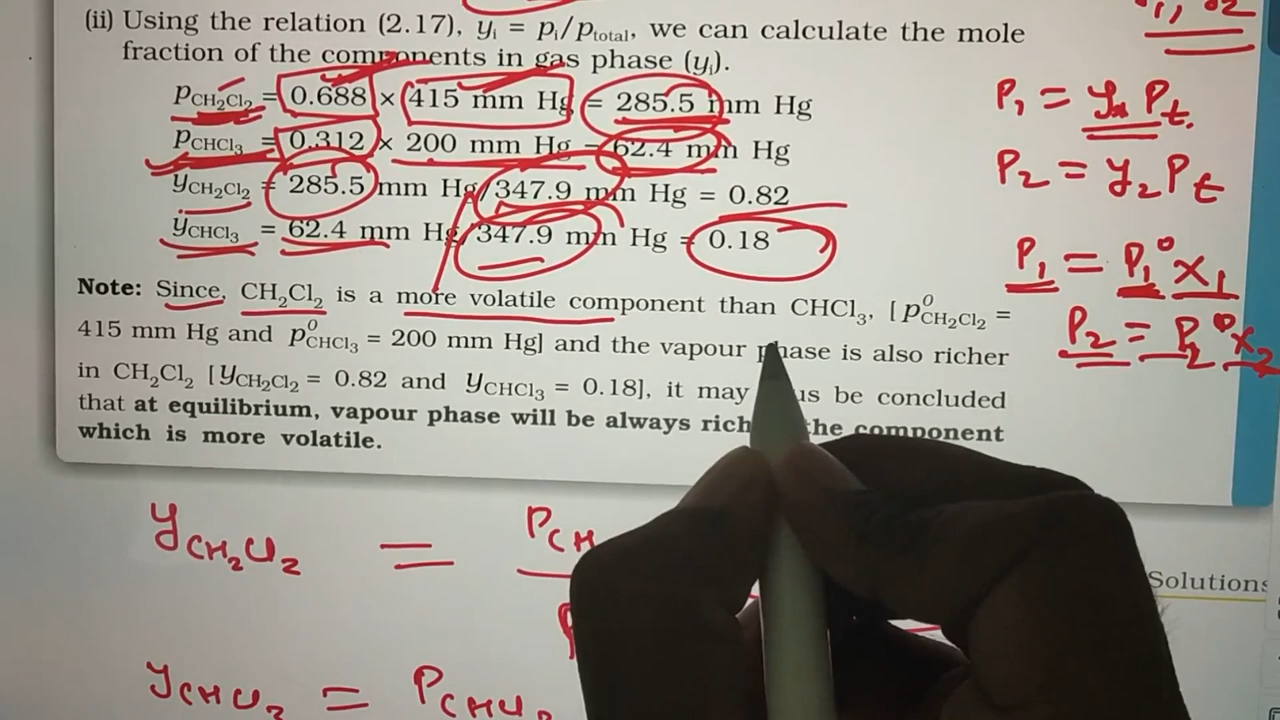 (ii) Using the relation (2.17), yᵢ = pᵢ/p_total, we can calculate the mole
fraction of the components in gas phase (yᵢ).
p_CH₂Cl₂ = 0.688 × 415 mm Hg = 285.5 mm Hg
p_CHCl₃ = 0.312 × 200 mm Hg = 62.4 mm Hg
y_CH₂Cl₂ = 285.5 mm Hg/347.9 mm Hg = 0.82
y_CHCl₃ = 62.4 mm Hg/347.9 mm Hg = 0.18
Note: Since, CH₂Cl₂ is a more volatile component than CHCl₃, [p⁰_CH₂Cl₂ =
415 mm Hg and p⁰_CHCl₃ = 200 mm Hg] and the vapour phase is also richer
in CH₂Cl₂ [y_CH₂Cl₂ = 0.82 and y_CHCl₃ = 0.18], it may be concluded
that at equilibrium, vapour phase will be always the component
which is more volatile.
P₁ = P_t.
P₂ = y₂ P_t
P₁ = P₁⁰ x₁
P₂ = P₂⁰ x₂
y_CH₂Cl₂ =
Solutions